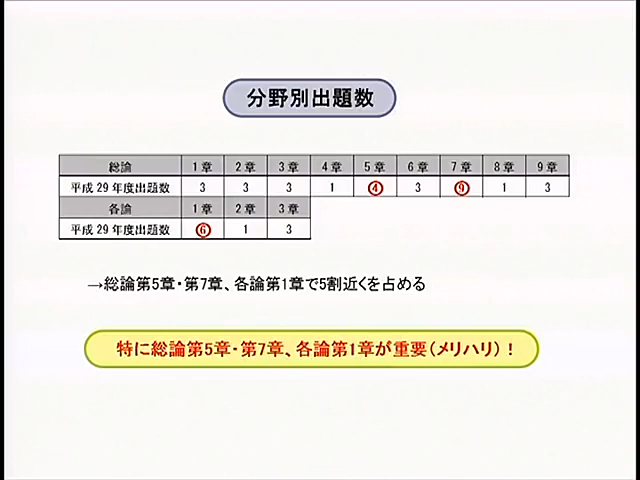 分野別出題数
総論 1章 2章 3章 4章 5章 6章 7章 8章 9章
平成29年度出題数 3 3 3 1 4 3 9 1 3
各論 1章 2章 3章
平成29年度出題数 6 1 3
→総論第5章・第7章、各論第1章で5割近くを占める
特に総論第5章・第7章、各論第1章が重要(メリハリ)!